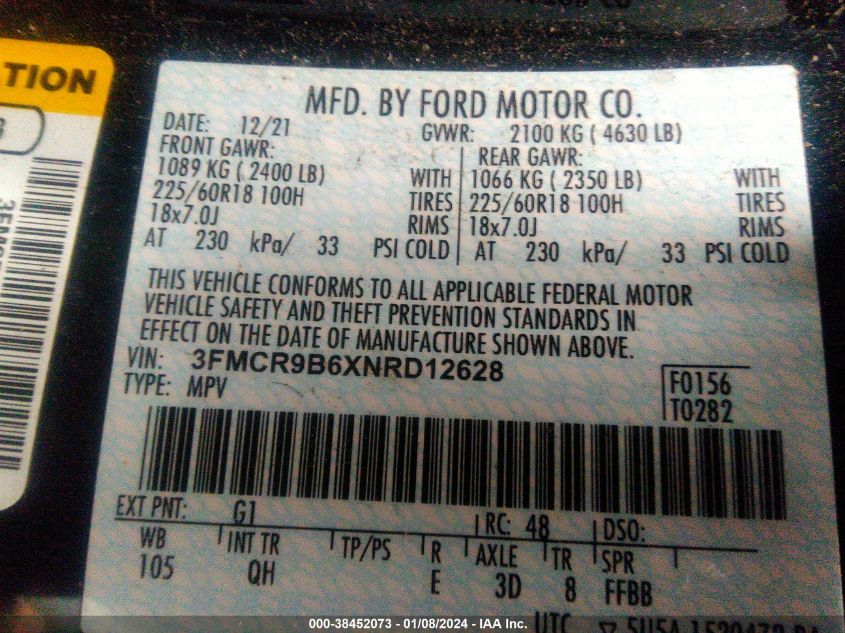 TION
MFD. BY FORD MOTOR CO.
DATE: 12/21 GVWR: 2100 KG ( 4630 LB)
FRONT GAWR: REAR GAWR:
1089 KG ( 2400 LB) WITH 1066 KG ( 2350 LB) WITH
225/60R18 100H TIRES 225/60R18 100H TIRES
18x7.0J RIMS 18x7.0J RIMS
AT 230 kPa/ 33 PSI COLD AT 230 kPa/ 33 PSI COLD
THIS VEHICLE CONFORMS TO ALL APPLICABLE FEDERAL MOTOR
VEHICLE SAFETY AND THEFT PREVENTION STANDARDS IN
EFFECT ON THE DATE OF MANUFACTURE SHOWN ABOVE.
VIN: 3FMCR9B6XNRD12628
TYPE: MPV
F0156
T0282
EXT PNT: G1 RC: 48 DSO:
WB INT TR TP/PS R AXLE TR SPR
105 QH E 3D 8 FFBB
UTC
000-38452073 - 01/08/2024 - IAA Inc.